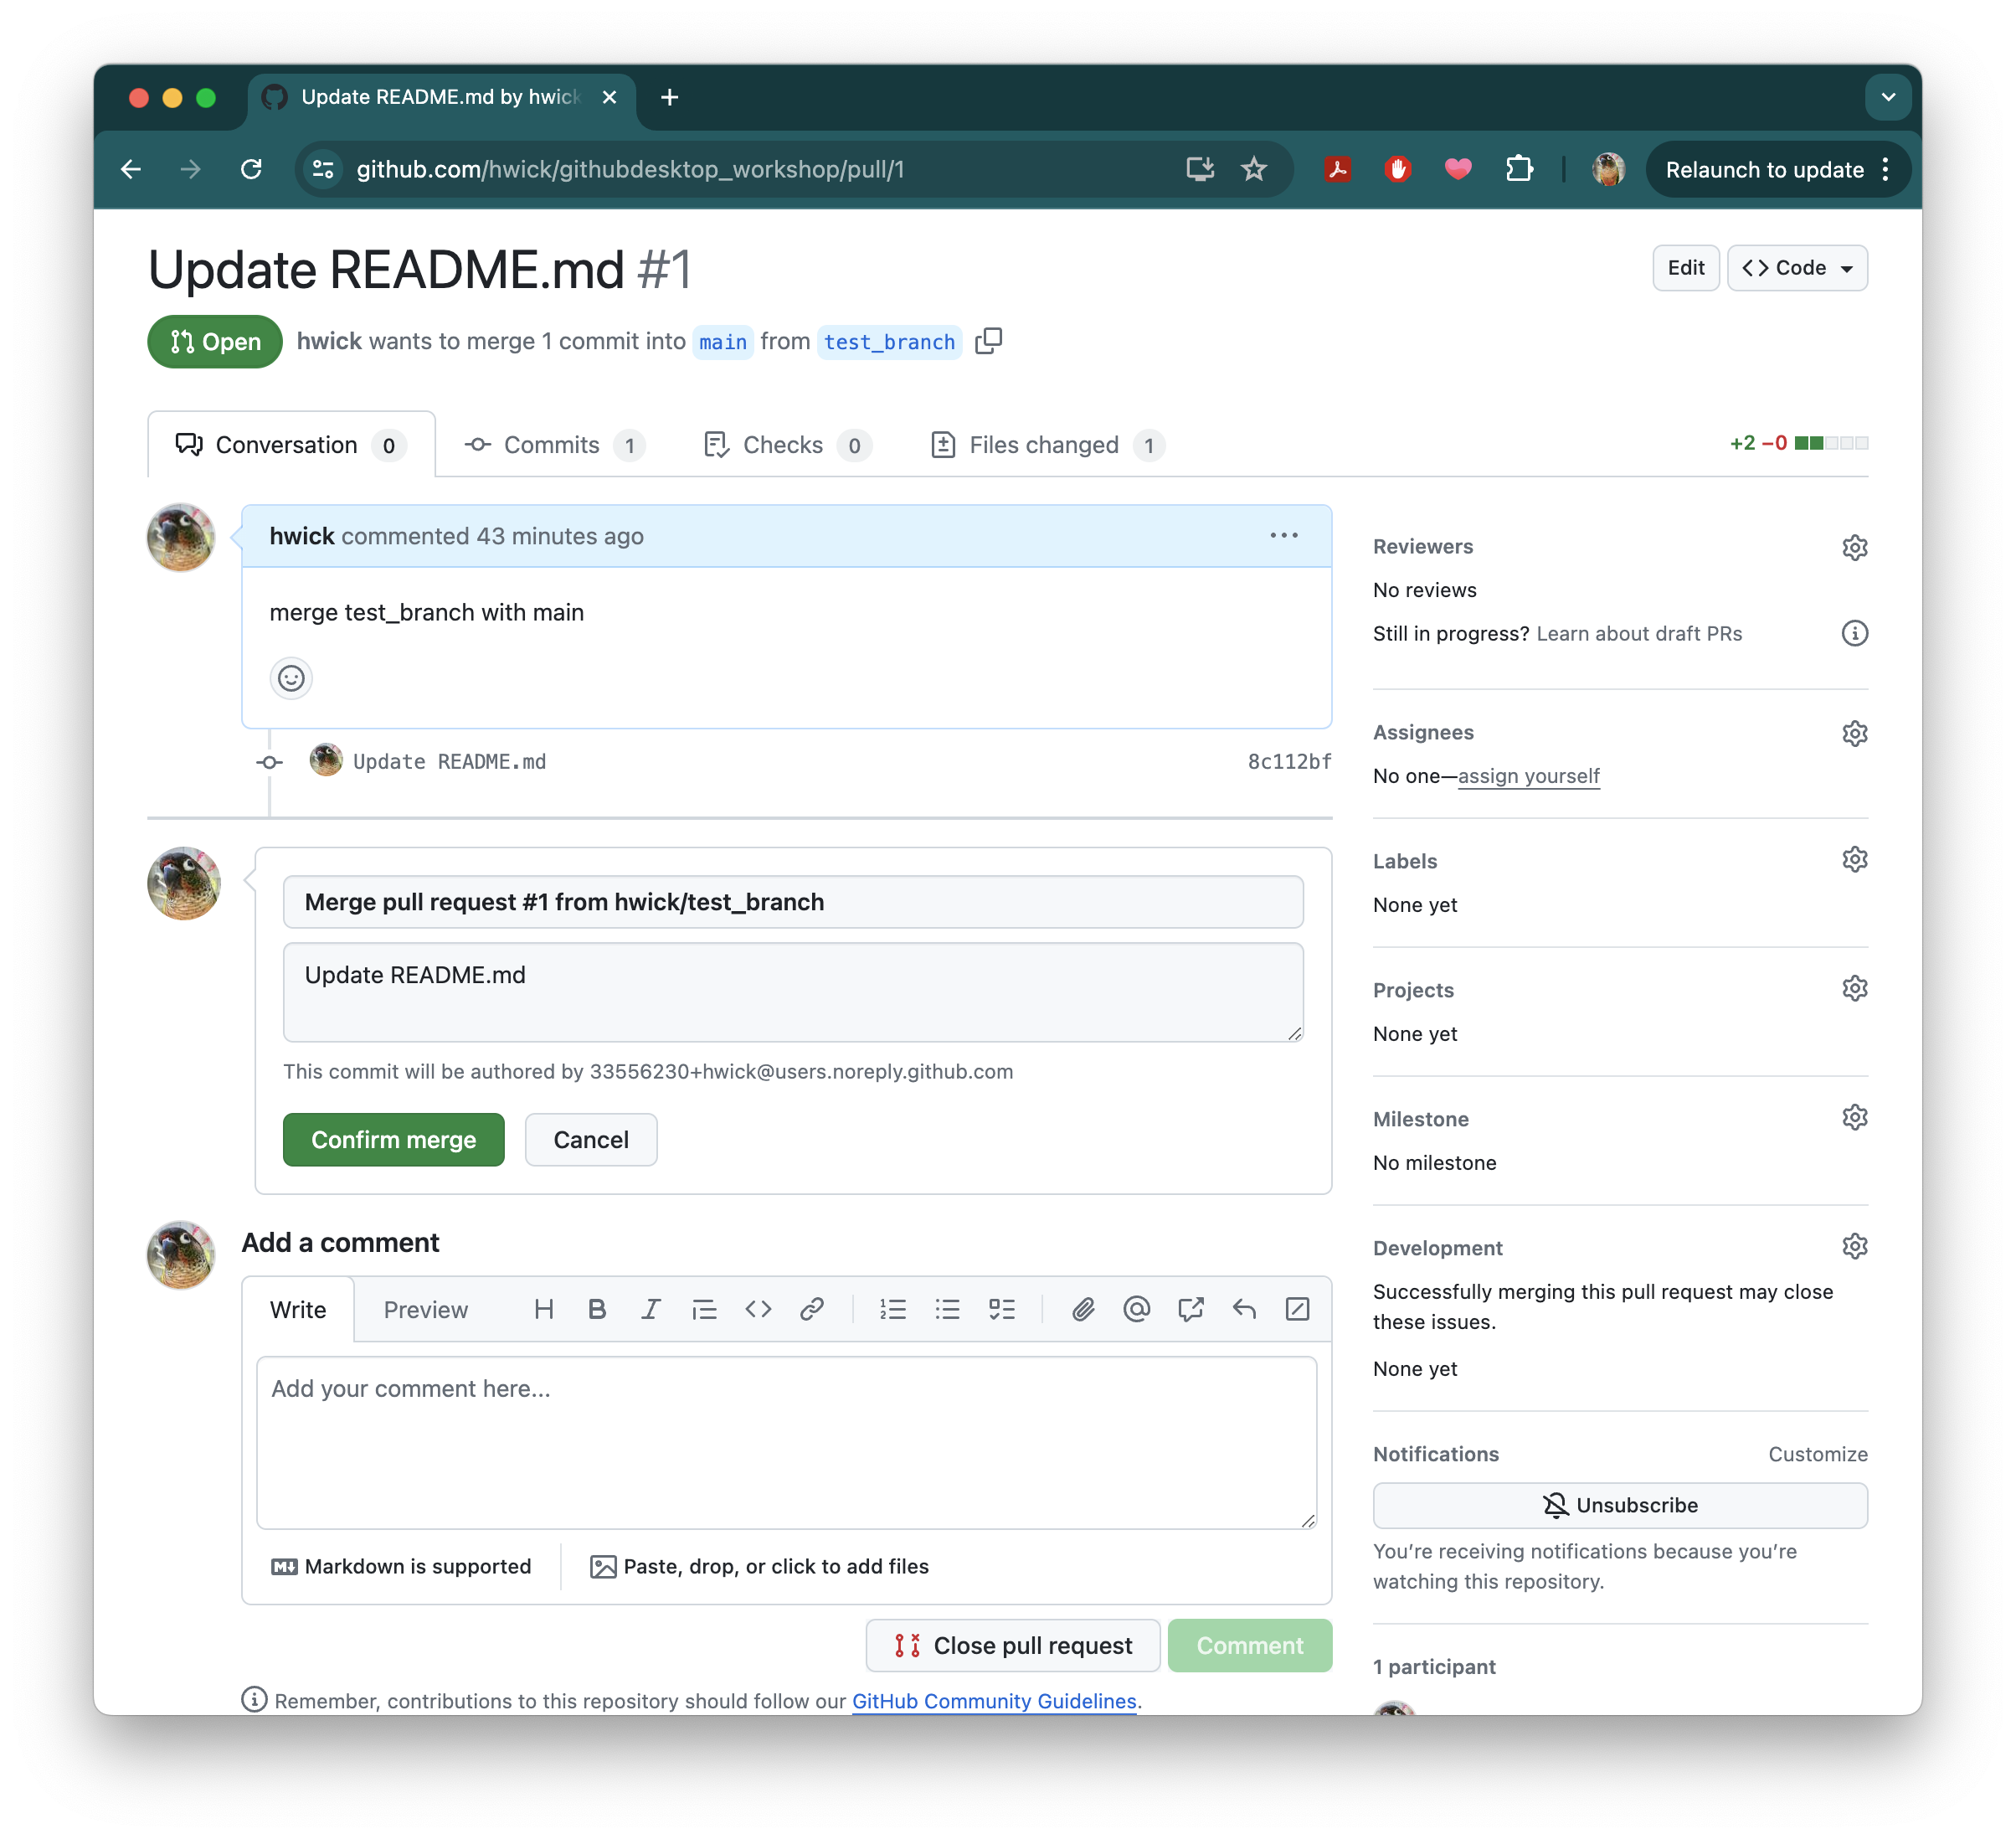 Update README.md by hwick
github.com/hwick/githubdesktop_workshop/pull/1
Relaunch to update
Update README.md #1
Edit
Code
Open
hwick wants to merge 1 commit into main from test_branch
Conversation 0
Commits 1
Checks 0
Files changed 1
+2 −0
hwick commented 43 minutes ago
merge test_branch with main
Update README.md
8c112bf
Merge pull request #1 from hwick/test_branch
Update README.md
This commit will be authored by 33556230+hwick@users.noreply.github.com
Confirm merge
Cancel
Add a comment
Write
Preview
Add your comment here...
Markdown is supported
Paste, drop, or click to add files
Close pull request
Comment
Remember, contributions to this repository should follow our GitHub Community Guidelines.
Reviewers
No reviews
Still in progress? Learn about draft PRs
Assignees
No one—assign yourself
Labels
None yet
Projects
None yet
Milestone
No milestone
Development
Successfully merging this pull request may close
these issues.
None yet
Notifications
Customize
Unsubscribe
You're receiving notifications because you're
watching this repository.
1 participant